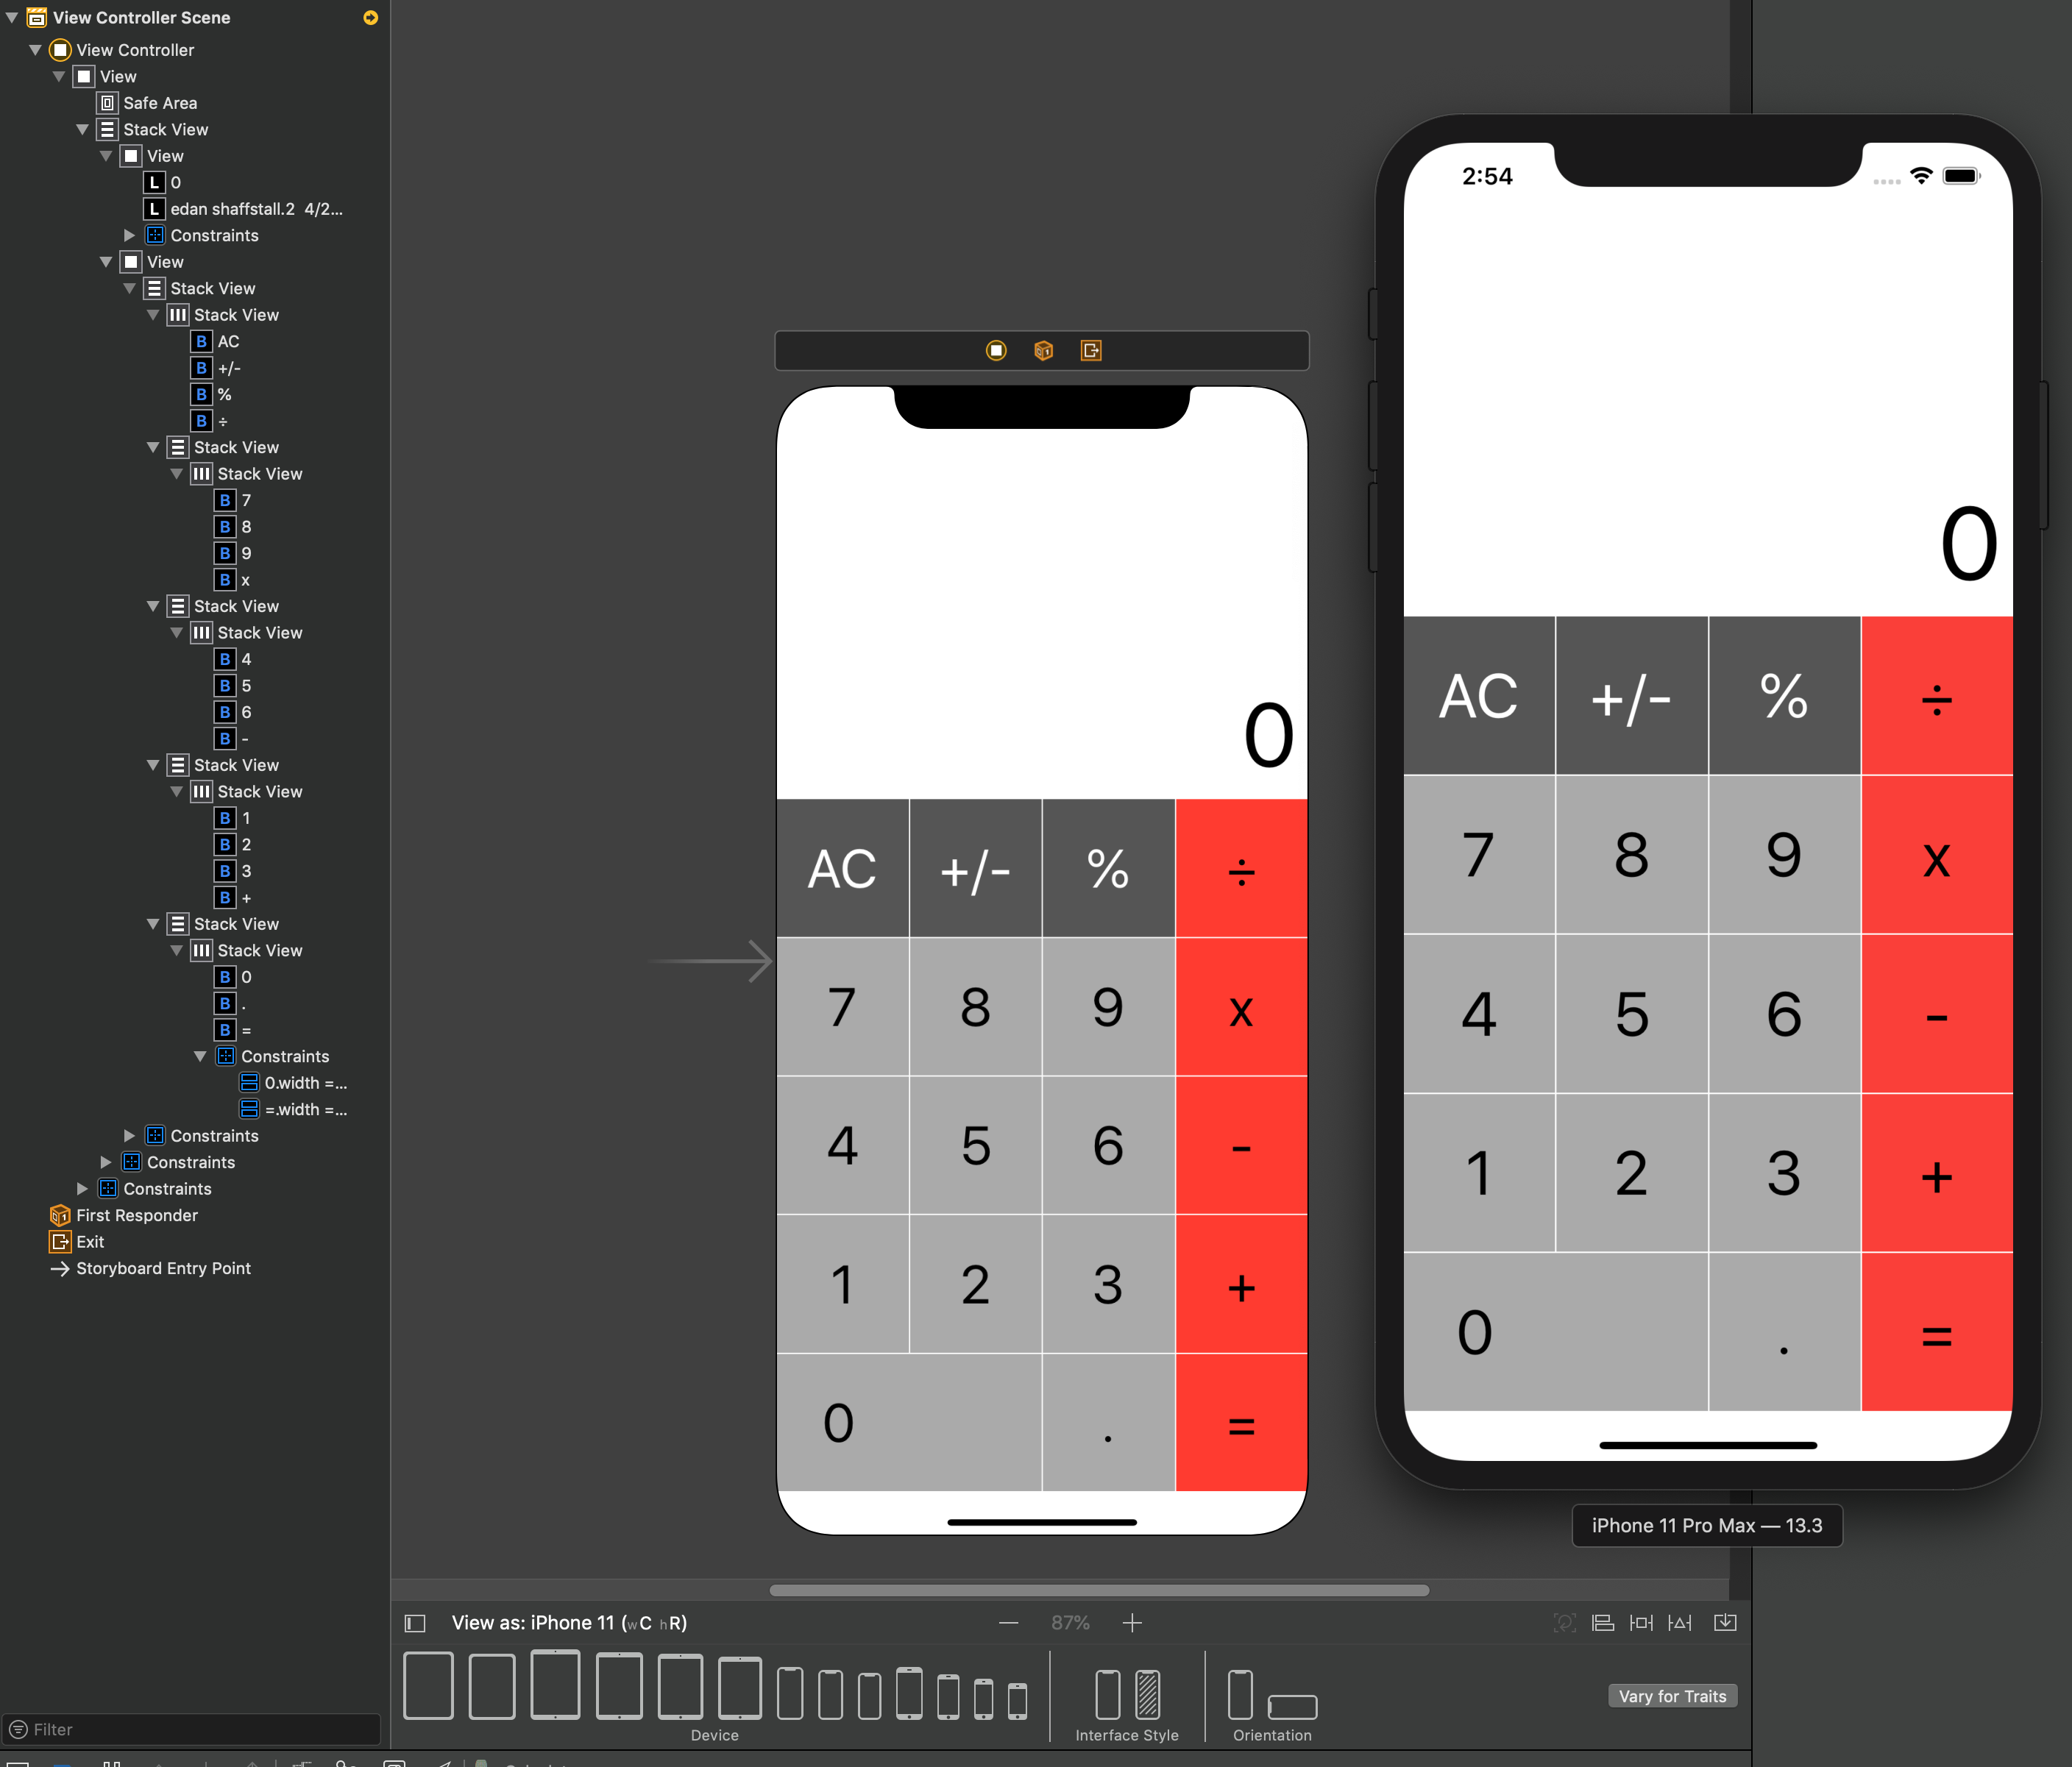 View Controller Scene
View Controller
View
Safe Area
Stack View
View
L 0
L edan shaffstall.2 4/2...
Constraints
View
Stack View
Stack View
B AC
B +/-
B %
B ÷
Stack View
Stack View
B 7
B 8
B 9
B x
Stack View
Stack View
B 4
B 5
B 6
B -
Stack View
Stack View
B 1
B 2
B 3
B +
Stack View
Stack View
B 0
B .
B =
Constraints
0.width =...
=.width =...
Constraints
Constraints
Constraints
First Responder
Exit
Storyboard Entry Point
Filter
0
AC +/- % ÷
7 8 9 x
4 5 6 -
1 2 3 +
0 . =
2:54
0
AC +/- % ÷
7 8 9 x
4 5 6 -
1 2 3 +
0 . =
iPhone 11 Pro Max — 13.3
View as: iPhone 11 (wC hR)
87%
Device
Interface Style
Orientation
Vary for Traits